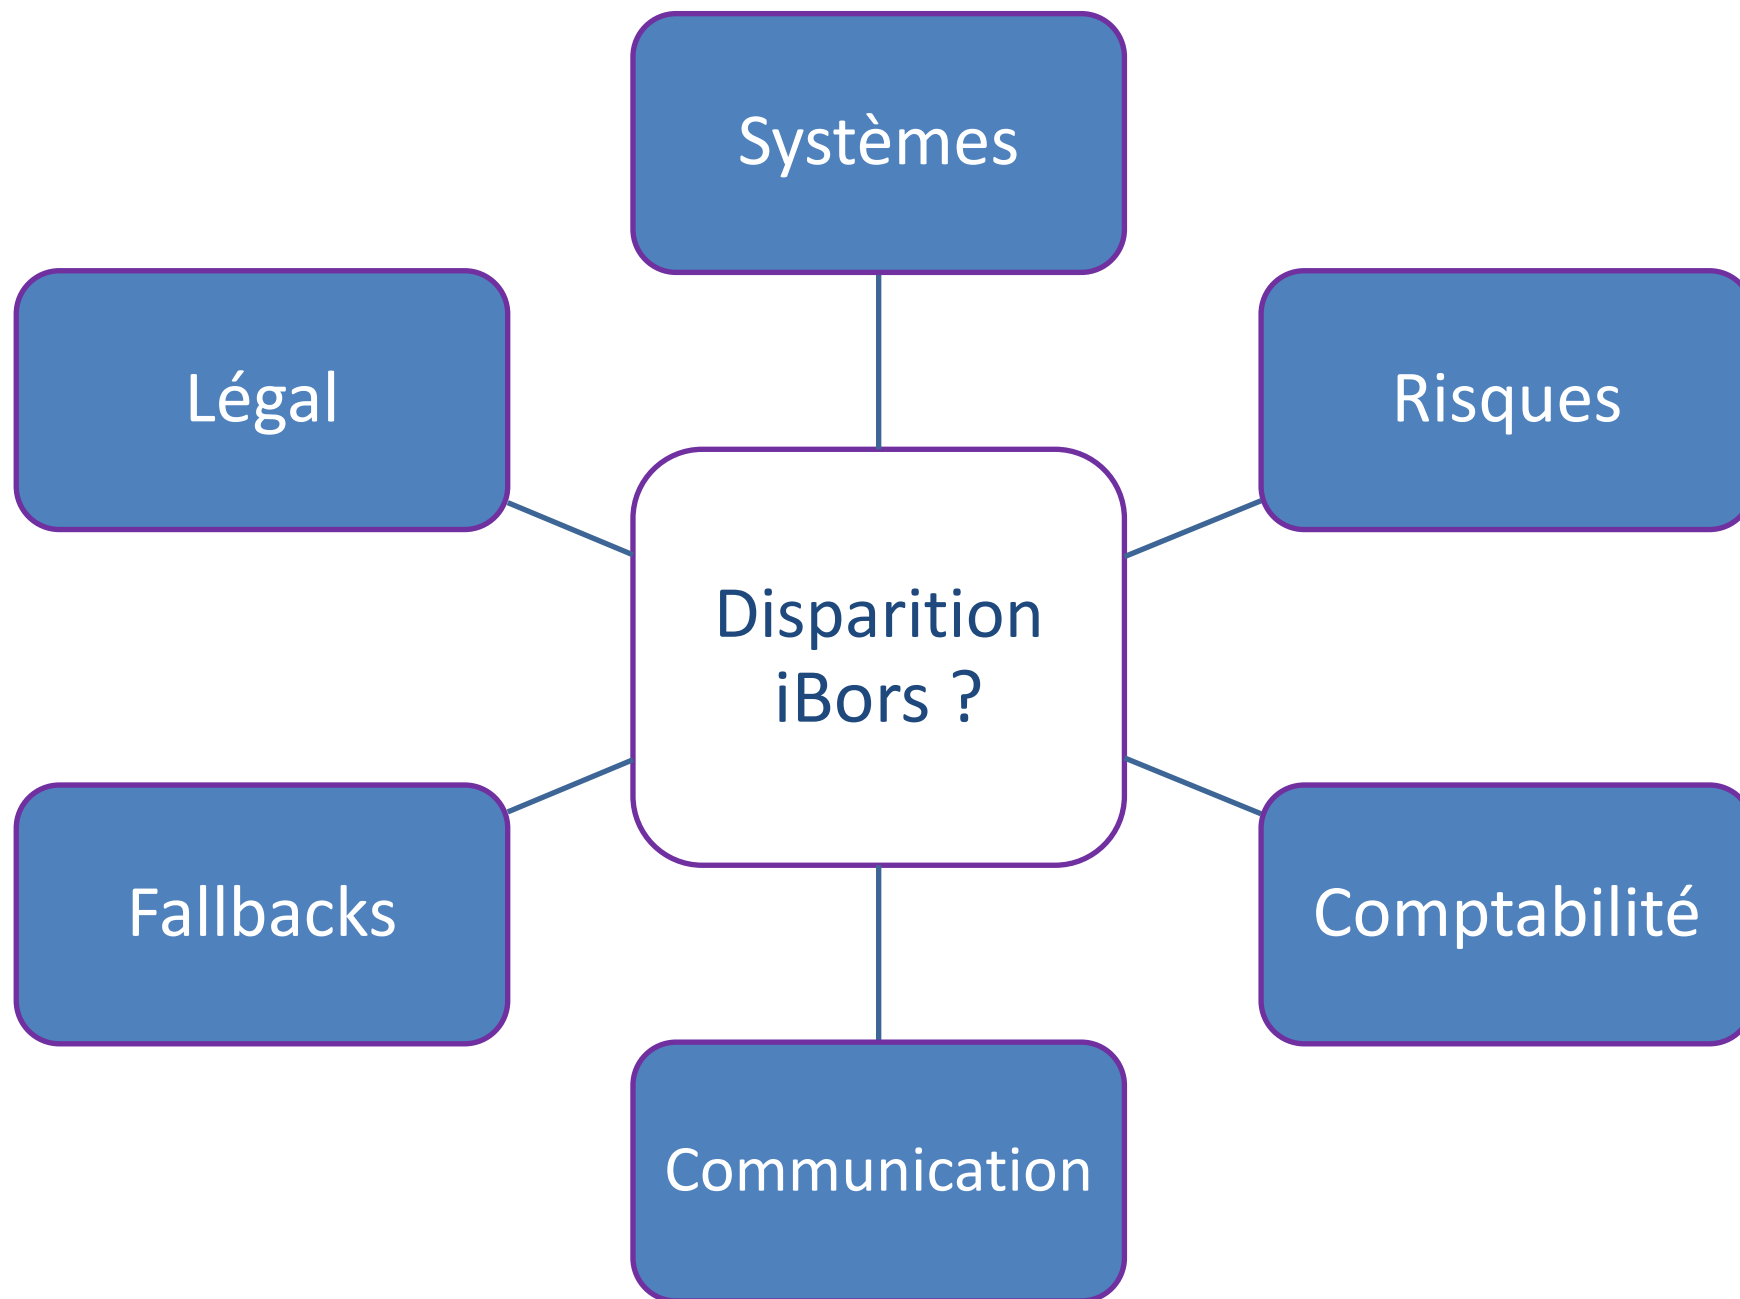 Systèmes
Légal
Risques
Disparition
iBors ?
Fallbacks
Comptabilité
Communication